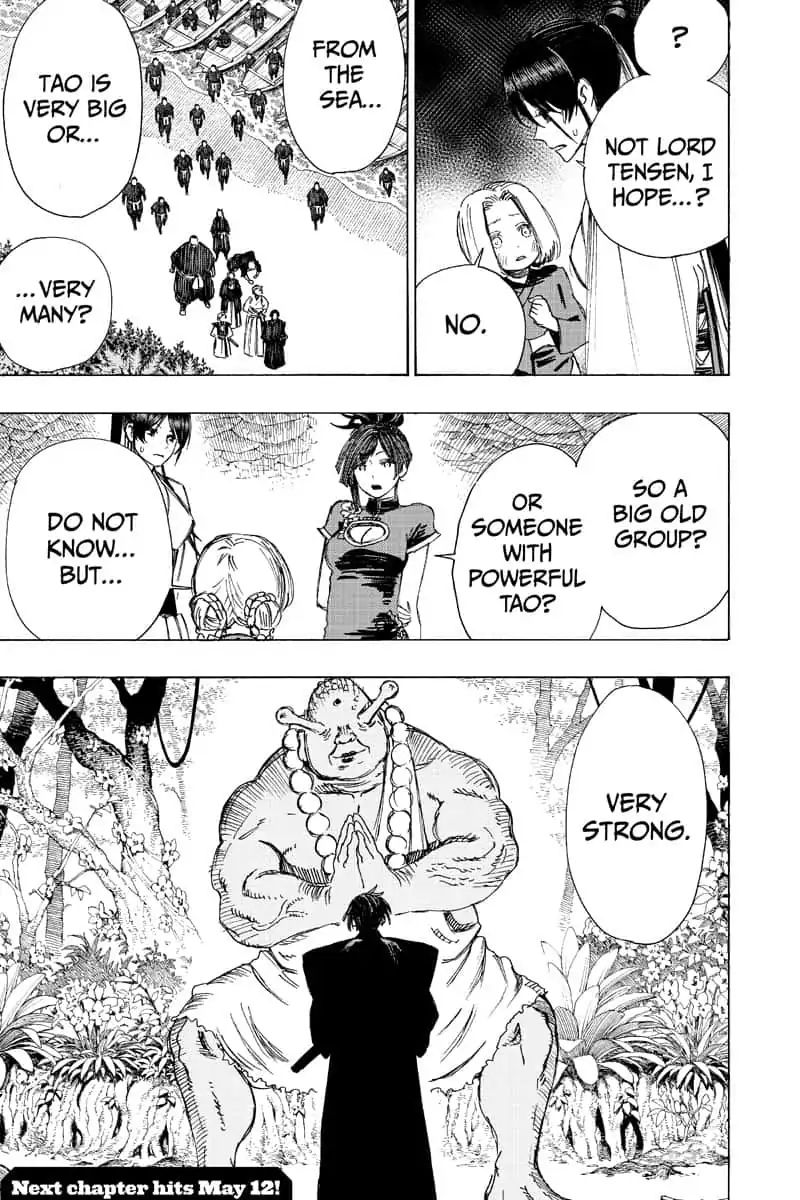 ?
NOT LORD
TENSEN, I
HOPE...?
NO.
FROM
THE
SEA...
TAO IS
VERY BIG
OR...
...VERY
MANY?
SO A
BIG OLD
GROUP?
OR
SOMEONE
WITH
POWERFUL
TAO?
DO NOT
KNOW...
BUT...
VERY
STRONG.
Next chapter hits May 12!